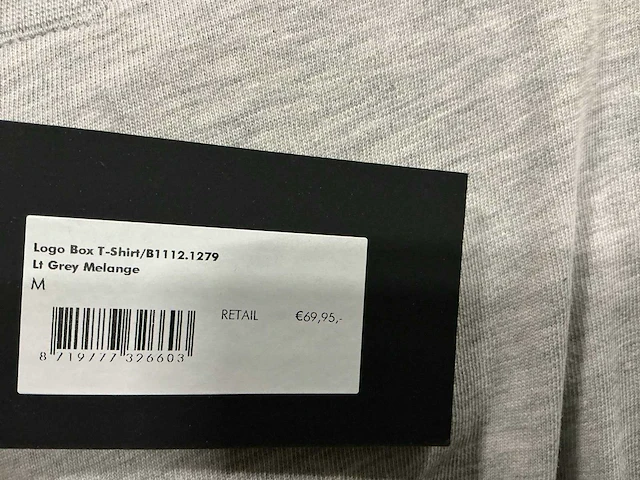 Logo Box T-Shirt/B1112.1279
Lt Grey Melange
M
RETAIL €69,95,-
8 719777 326603